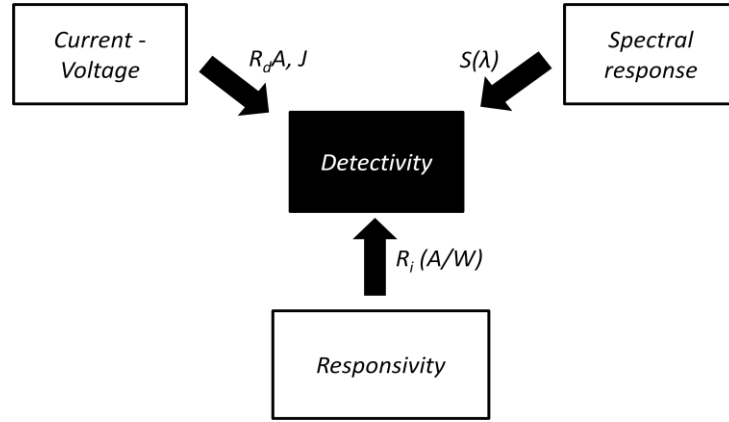 Current -
Voltage
R_dA, J
S(λ)
Spectral
response
Detectivity
R_i (A/W)
Responsivity